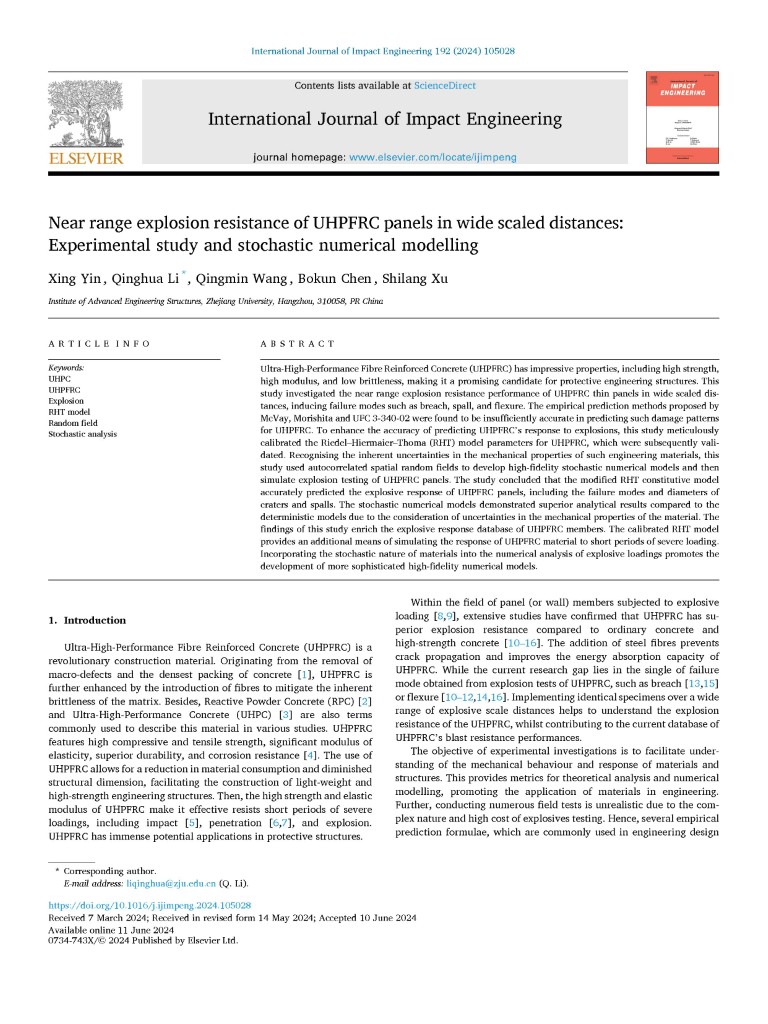 International Journal of Impact Engineering 192 (2024) 105028
Contents lists available at ScienceDirect
International Journal of Impact Engineering
journal homepage: www.elsevier.com/locate/ijimpeng
ELSEVIER
IMPACT
ENGINEERING
Near range explosion resistance of UHPFRC panels in wide scaled distances:
Experimental study and stochastic numerical modelling
Xing Yin, Qinghua Li *, Qingmin Wang, Bokun Chen, Shilang Xu
Institute of Advanced Engineering Structures, Zhejiang University, Hangzhou, 310058, PR China
ARTICLE INFO
Keywords:
UHPC
UHPFRC
Explosion
RHT model
Random field
Stochastic analysis
ABSTRACT
Ultra-High-Performance Fibre Reinforced Concrete (UHPFRC) has impressive properties, including high strength,
high modulus, and low brittleness, making it a promising candidate for protective engineering structures. This
study investigated the near range explosion resistance performance of UHPFRC thin panels in wide scaled dis-
tances, inducing failure modes such as breach, spall, and flexure. The empirical prediction methods proposed by
McVay, Morishita and UFC 3-340-02 were found to be insufficiently accurate in predicting such damage patterns
for UHPFRC. To enhance the accuracy of predicting UHPFRC's response to explosions, this study meticulously
calibrated the Riedel–Hiermaier–Thoma (RHT) model parameters for UHPFRC, which were subsequently vali-
dated. Recognising the inherent uncertainties in the mechanical properties of such engineering materials, this
study used autocorrelated spatial random fields to develop high-fidelity stochastic numerical models and then
simulate explosion testing of UHPFRC panels. The study concluded that the modified RHT constitutive model
accurately predicted the explosive response of UHPFRC panels, including the failure modes and diameters of
craters and spalls. The stochastic numerical models demonstrated superior analytical results compared to the
deterministic models due to the consideration of uncertainties in the mechanical properties of the material. The
findings of this study enrich the explosive response database of UHPFRC members. The calibrated RHT model
provides an additional means of simulating the response of UHPFRC material to short periods of severe loading.
Incorporating the stochastic nature of materials into the numerical analysis of explosive loadings promotes the
development of more sophisticated high-fidelity numerical models.
1. Introduction
Ultra-High-Performance Fibre Reinforced Concrete (UHPFRC) is a
revolutionary construction material. Originating from the removal of
macro-defects and the densest packing of concrete [1], UHPFRC is
further enhanced by the introduction of fibres to mitigate the inherent
brittleness of the matrix. Besides, Reactive Powder Concrete (RPC) [2]
and Ultra-High-Performance Concrete (UHPC) [3] are also terms
commonly used to describe this material in various studies. UHPFRC
features high compressive and tensile strength, significant modulus of
elasticity, superior durability, and corrosion resistance [4]. The use of
UHPFRC allows for a reduction in material consumption and diminished
structural dimension, facilitating the construction of light-weight and
high-strength engineering structures. Then, the high strength and elastic
modulus of UHPFRC make it effective resists short periods of severe
loadings, including impact [5], penetration [6,7], and explosion.
UHPFRC has immense potential applications in protective structures.
Within the field of panel (or wall) members subjected to explosive
loading [8,9], extensive studies have confirmed that UHPFRC has su-
perior explosion resistance compared to ordinary concrete and
high-strength concrete [10–16]. The addition of steel fibres prevents
crack propagation and improves the energy absorption capacity of
UHPFRC. While the current research gap lies in the single of failure
mode obtained from explosion tests of UHPFRC, such as breach [13,15]
or flexure [10–12,14,16]. Implementing identical specimens over a wide
range of explosive scale distances helps to understand the explosion
resistance of the UHPFRC, whilst contributing to the current database of
UHPFRC's blast resistance performances.
The objective of experimental investigations is to facilitate under-
standing of the mechanical behaviour and response of materials and
structures. This provides metrics for theoretical analysis and numerical
modelling, promoting the application of materials in engineering.
Further, conducting numerous field tests is unrealistic due to the com-
plex nature and high cost of explosives testing. Hence, several empirical
prediction formulae, which are commonly used in engineering design
* Corresponding author.
E-mail address: liqinghua@zju.edu.cn (Q. Li).
https://doi.org/10.1016/j.ijimpeng.2024.105028
Received 7 March 2024; Received in revised form 14 May 2024; Accepted 10 June 2024
Available online 11 June 2024
0734-743X/© 2024 Published by Elsevier Ltd.